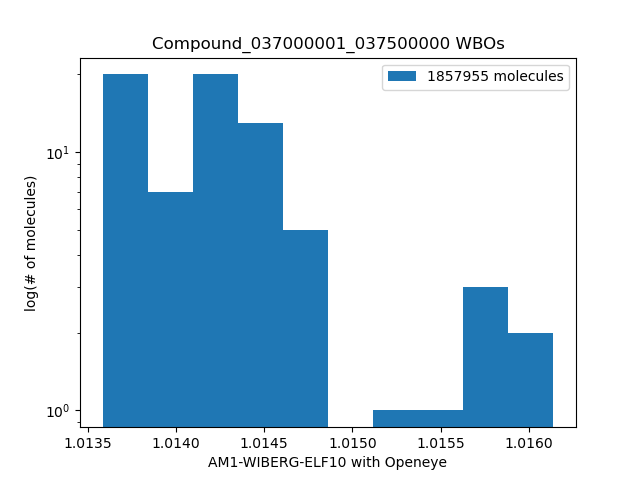 Compound_037000001_037500000 WBOs
1857955 molecules
log(# of molecules)
10¹
10⁰
1.0135 1.0140 1.0145 1.0150 1.0155 1.0160
AM1-WIBERG-ELF10 with Openeye